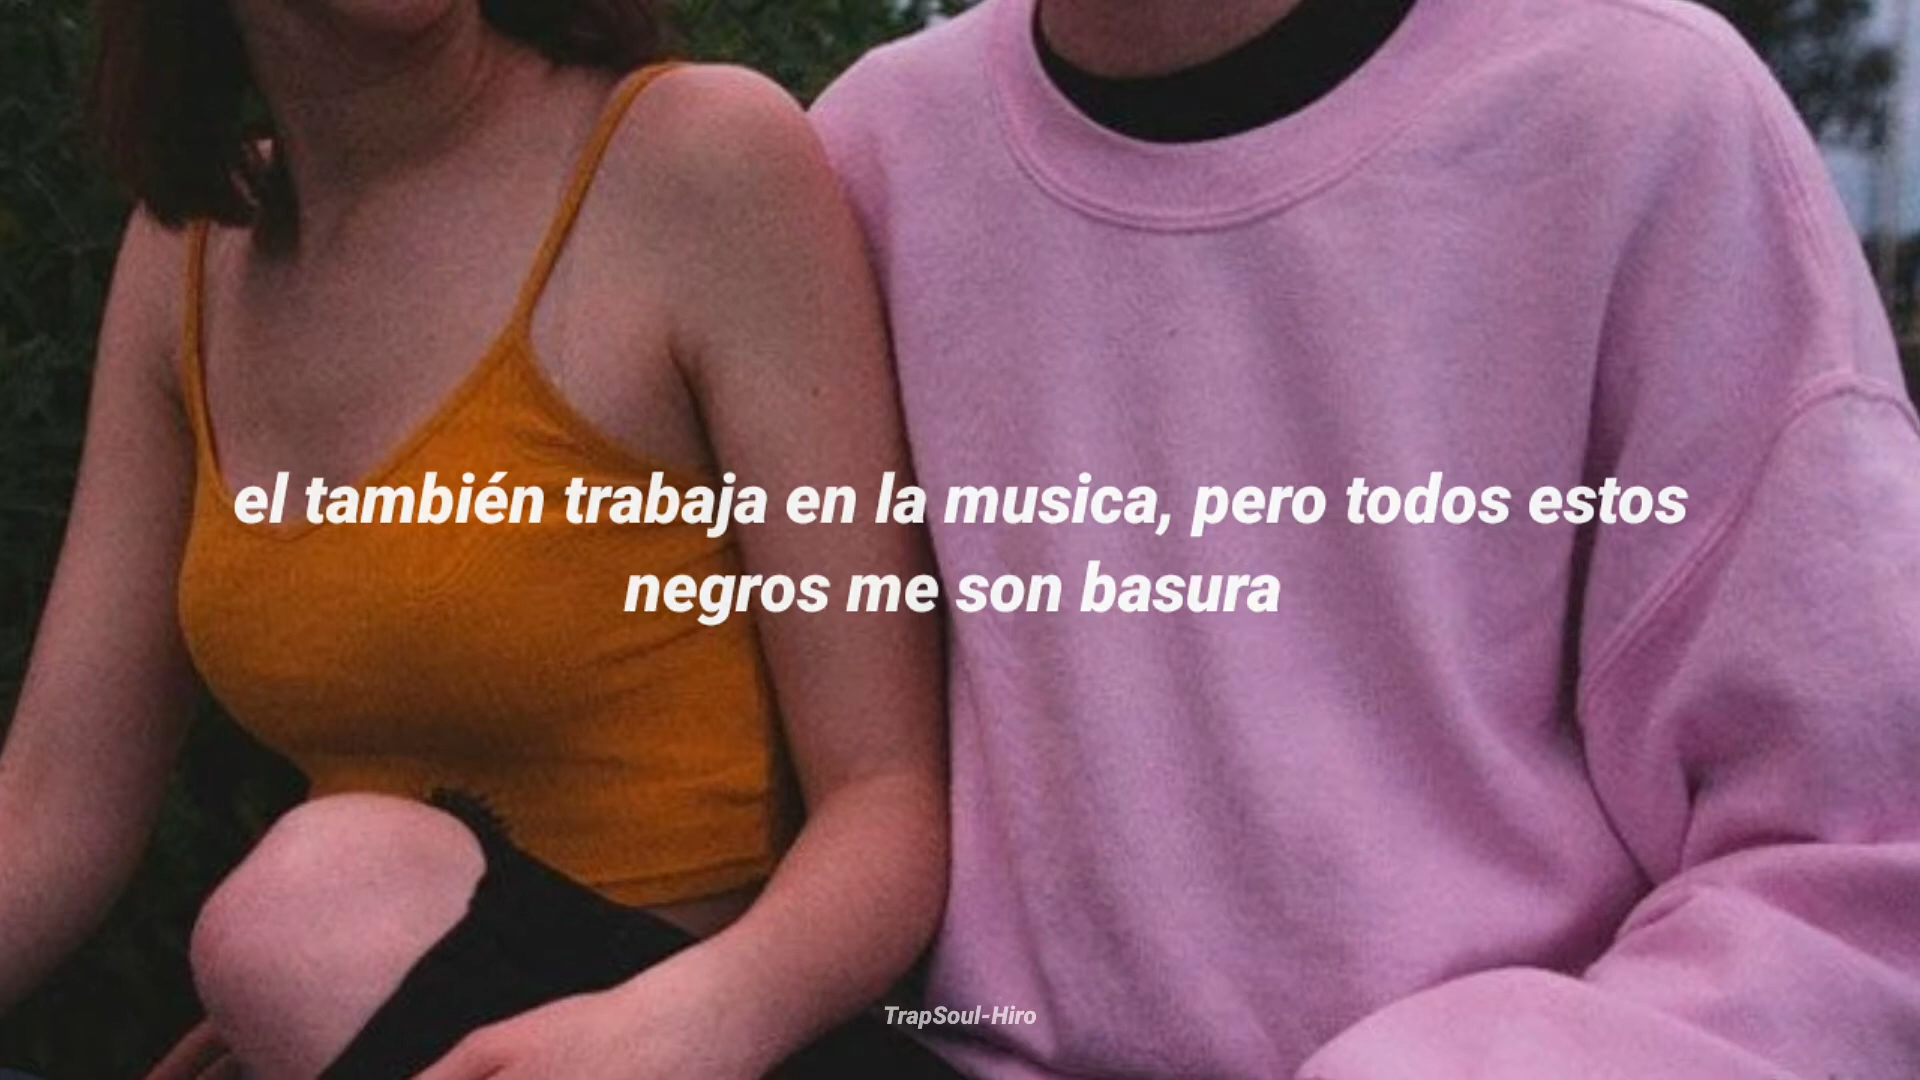 el también trabaja en la musica, pero todos estos
negros me son basura
TrapSoul-Hiro